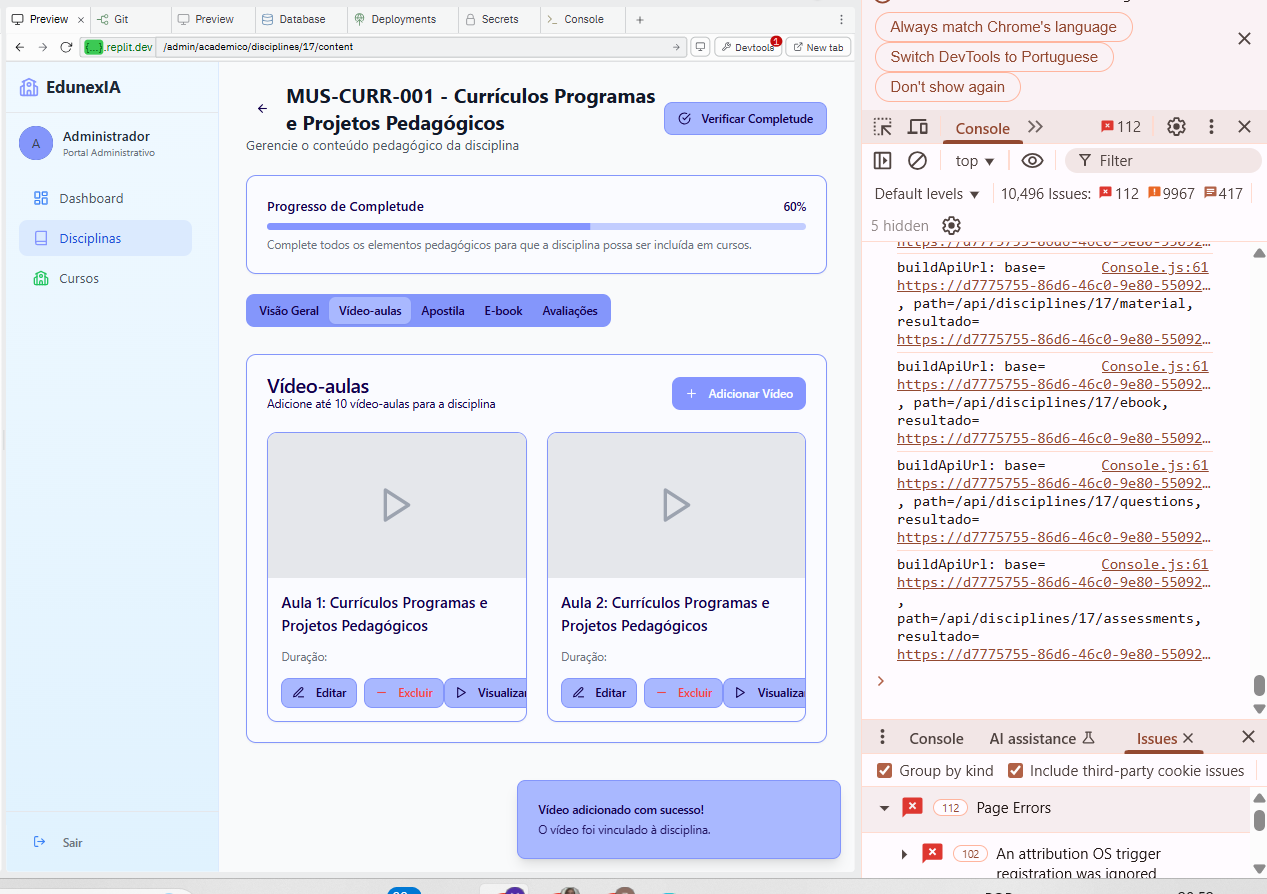 Preview
Git
Preview
Database
Deployments
Secrets
Console
.replit.dev
/admin/academico/disciplines/17/content
Devtools
1
New tab
EdunexIA
A
Administrador
Portal Administrativo
Dashboard
Disciplinas
Cursos
Sair
MUS-CURR-001 - Currículos Programas
e Projetos Pedagógicos
Verificar Completude
Gerencie o conteúdo pedagógico da disciplina
Progresso de Completude
60%
Complete todos os elementos pedagógicos para que a disciplina possa ser incluída em cursos.
Visão Geral
Vídeo-aulas
Apostila
E-book
Avaliações
Vídeo-aulas
Adicione até 10 vídeo-aulas para a disciplina
Adicionar Vídeo
Aula 1: Currículos Programas e
Projetos Pedagógicos
Duração:
Editar
Excluir
Visualizar
Aula 2: Currículos Programas e
Projetos Pedagógicos
Duração:
Editar
Excluir
Visualizar
Vídeo adicionado com sucesso!
O vídeo foi vinculado à disciplina.
Always match Chrome's language
Switch DevTools to Portuguese
Don't show again
Console
112
top
Filter
Default levels
10,496 Issues:
112
9967
417
5 hidden
https://d7775755-86d6-46c0-9e80-55092…
buildApiUrl: base=
Console.js:61
https://d7775755-86d6-46c0-9e80-55092…
, path=/api/disciplines/17/material,
resultado=
https://d7775755-86d6-46c0-9e80-55092…
buildApiUrl: base=
Console.js:61
https://d7775755-86d6-46c0-9e80-55092…
, path=/api/disciplines/17/ebook,
resultado=
https://d7775755-86d6-46c0-9e80-55092…
buildApiUrl: base=
Console.js:61
https://d7775755-86d6-46c0-9e80-55092…
, path=/api/disciplines/17/questions,
resultado=
https://d7775755-86d6-46c0-9e80-55092…
buildApiUrl: base=
Console.js:61
https://d7775755-86d6-46c0-9e80-55092…
,
path=/api/disciplines/17/assessments,
resultado=
https://d7775755-86d6-46c0-9e80-55092…
Console
AI assistance
Issues
Group by kind
Include third-party cookie issues
112
Page Errors
102
An attribution OS trigger
registration was ignored